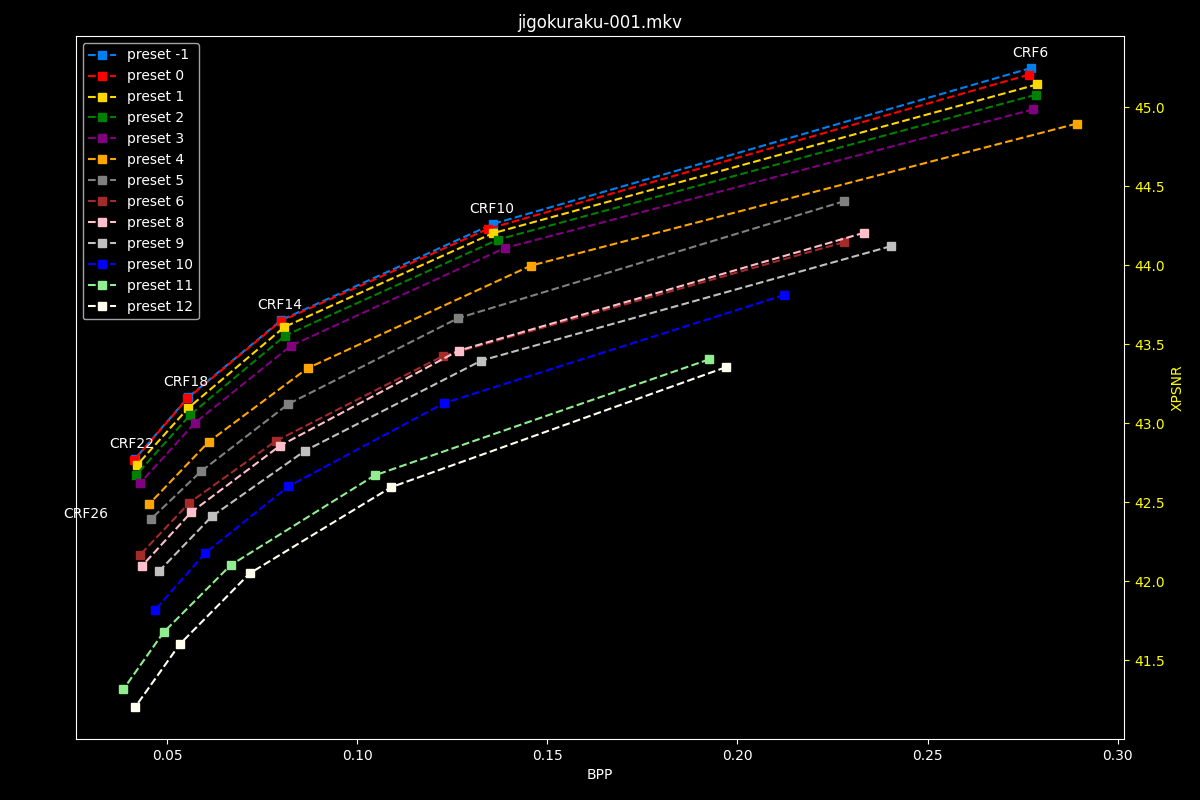 jigokuraku-001.mkv
preset -1
preset 0
preset 1
preset 2
preset 3
preset 4
preset 5
preset 6
preset 8
preset 9
preset 10
preset 11
preset 12
CRF6
CRF10
CRF14
CRF18
CRF22
CRF26
45.0
44.5
44.0
43.5
43.0
42.5
42.0
41.5
XPSNR
0.05 0.10 0.15 0.20 0.25 0.30
BPP